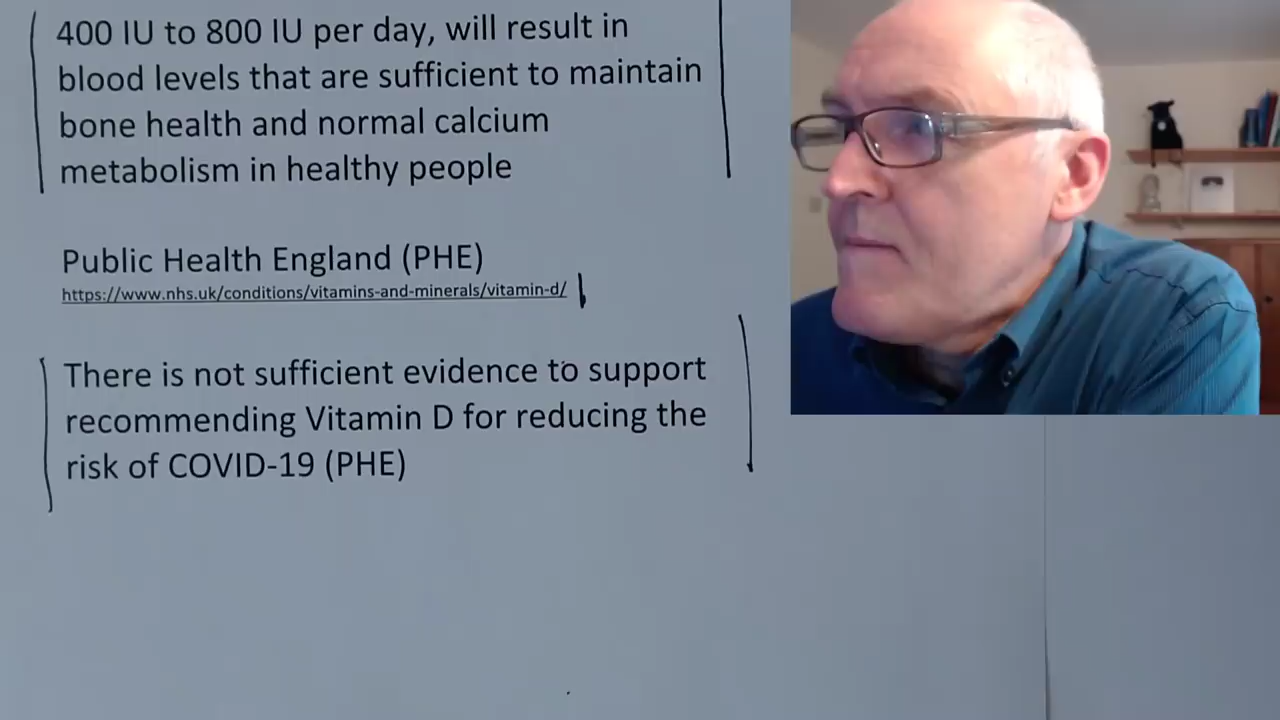 400 IU to 800 IU per day, will result in
blood levels that are sufficient to maintain
bone health and normal calcium
metabolism in healthy people
Public Health England (PHE)
https://www.nhs.uk/conditions/vitamins-and-minerals/vitamin-d/
There is not sufficient evidence to support
recommending Vitamin D for reducing the
risk of COVID-19 (PHE)